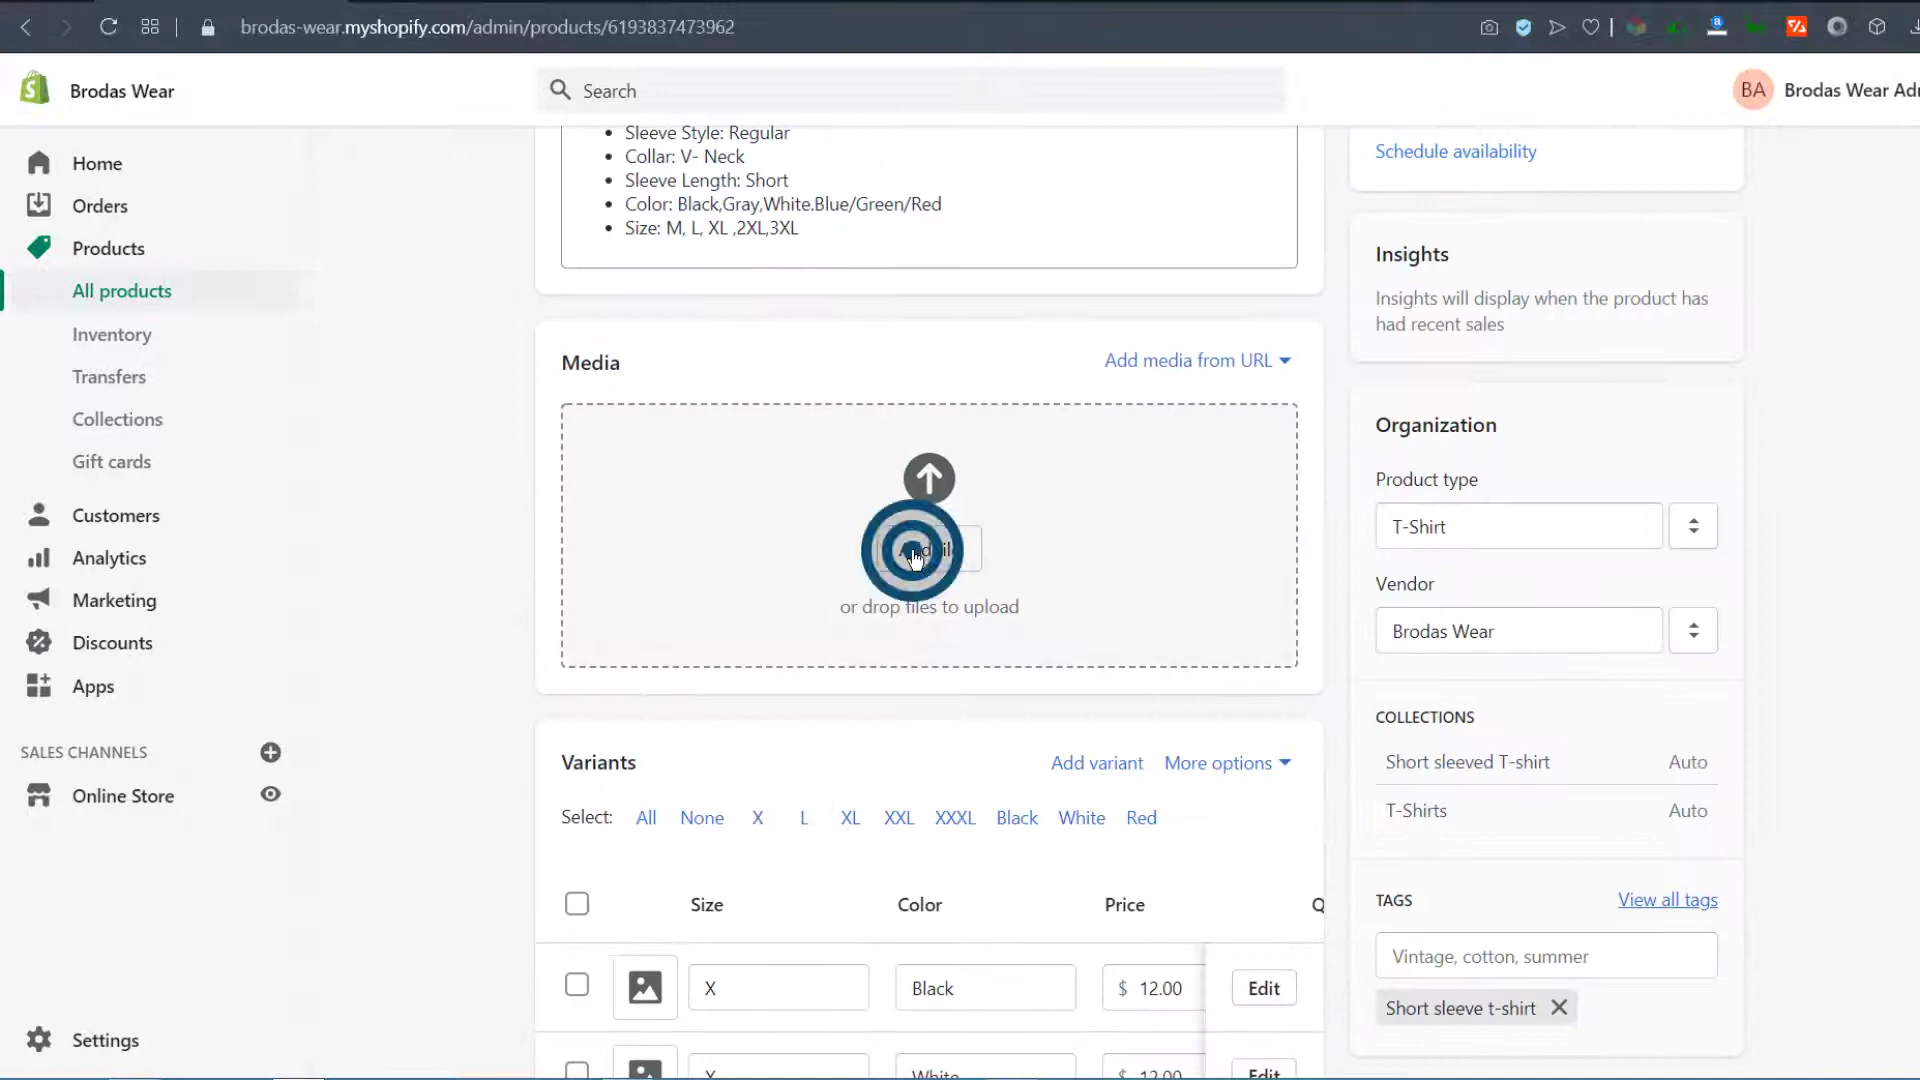 brodas-wear.myshopify.com/admin/products/6193837473962
Brodas Wear
Search
BA
Brodas Wear
Home
Orders
Products
All products
Inventory
Transfers
Collections
Gift cards
Customers
Analytics
Marketing
Discounts
Apps
SALES CHANNELS
Online Store
Settings
Sleeve Style: Regular
Collar: V- Neck
Sleeve Length: Short
Color: Black,Gray,White.Blue/Green/Red
Size: M, L, XL ,2XL,3XL
Media
Add media from URL
or drop files to upload
Variants
Add variant
More options
Select: All None X L XL XXL XXXL Black White Red
Size Color Price
X Black $ 12.00 Edit
X White $ 12.00 Edit
Schedule availability
Insights
Insights will display when the product has
had recent sales
Organization
Product type
T-Shirt
Vendor
Brodas Wear
COLLECTIONS
Short sleeved T-shirt Auto
T-Shirts Auto
TAGS
View all tags
Vintage, cotton, summer
Short sleeve t-shirt